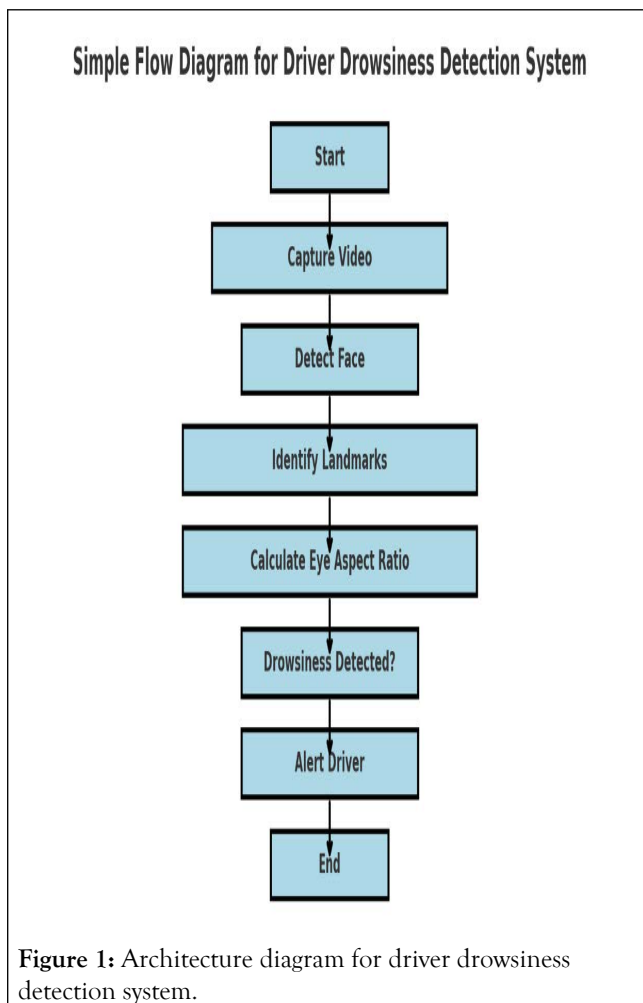 Simple Flow Diagram for Driver Drowsiness Detection System
Start
Capture Video
Detect Face
Identify Landmarks
Calculate Eye Aspect Ratio
Drowsiness Detected?
Alert Driver
End
Figure 1: Architecture diagram for driver drowsiness
detection system.